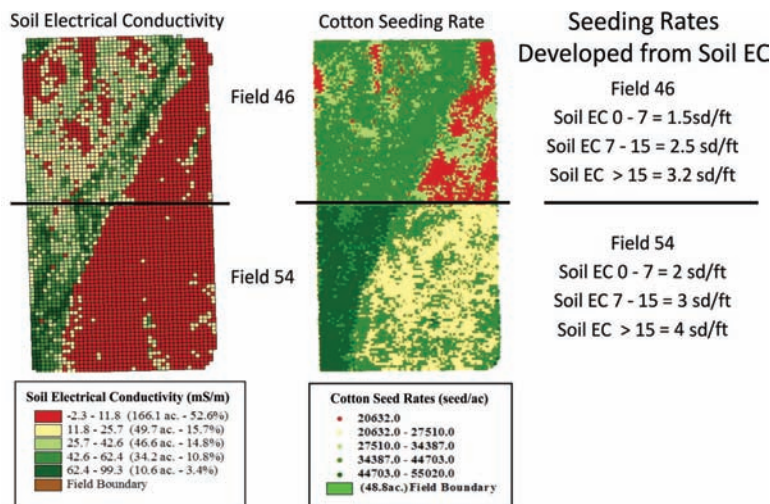 Soil Electrical Conductivity
Cotton Seeding Rate
Seeding Rates
Developed from Soil EC
Field 46
Field 46
Soil EC 0 - 7 = 1.5sd/ft
Soil EC 7 - 15 = 2.5 sd/ft
Soil EC > 15 = 3.2 sd/ft
Field 54
Field 54
Soil EC 0 - 7 = 2 sd/ft
Soil EC 7 - 15 = 3 sd/ft
Soil EC > 15 = 4 sd/ft
Soil Electrical Conductivity (mS/m)
-2.3 - 11.8 (166.1 ac. - 52.6%)
11.8 - 25.7 (49.7 ac. - 15.7%)
25.7 - 42.6 (46.6 ac. - 14.8%)
42.6 - 62.4 (34.2 ac. - 10.8%)
62.4 - 99.3 (10.6 ac. - 3.4%)
Field Boundary
Cotton Seed Rates (seed/ac)
20632.0
20632.0 - 27510.0
27510.0 - 34387.0
34387.0 - 44703.0
44703.0 - 55020.0
(48.8ac.) Field Boundary